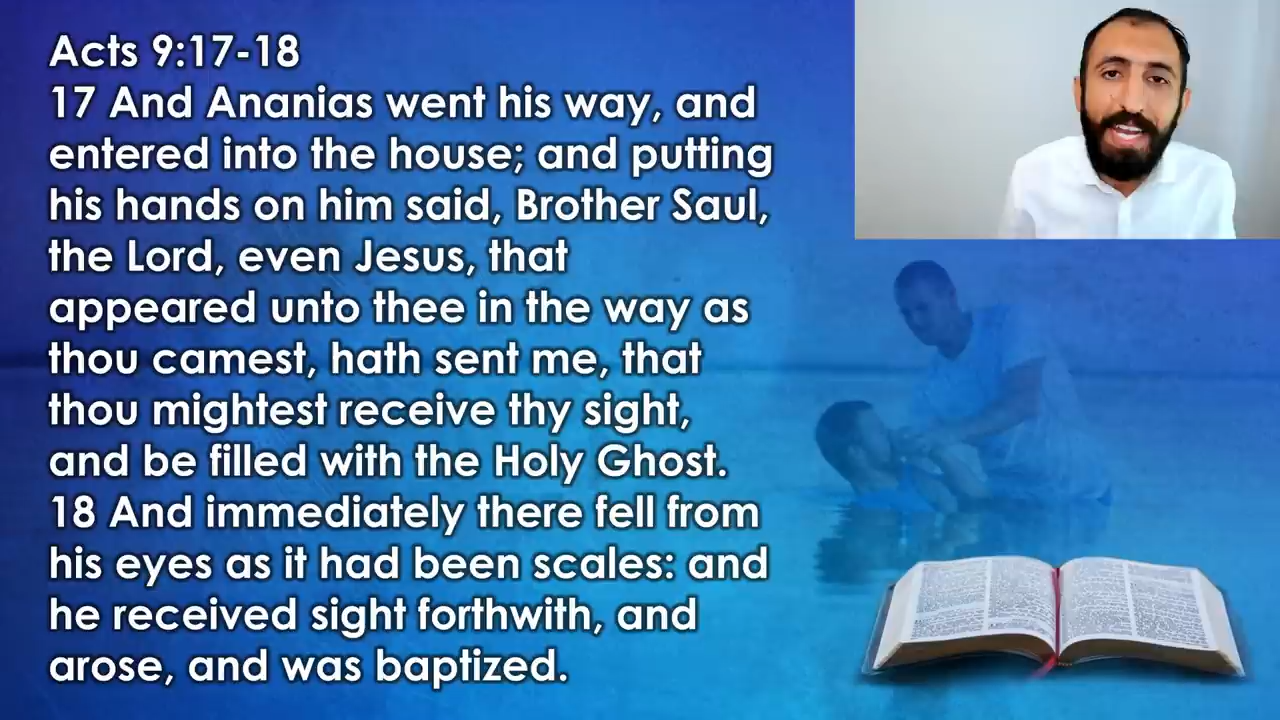 Acts 9:17-18
17 And Ananias went his way, and
entered into the house; and putting
his hands on him said, Brother Saul,
the Lord, even Jesus, that
appeared unto thee in the way as
thou camest, hath sent me, that
thou mightest receive thy sight,
and be filled with the Holy Ghost.
18 And immediately there fell from
his eyes as it had been scales: and
he received sight forthwith, and
arose, and was baptized.